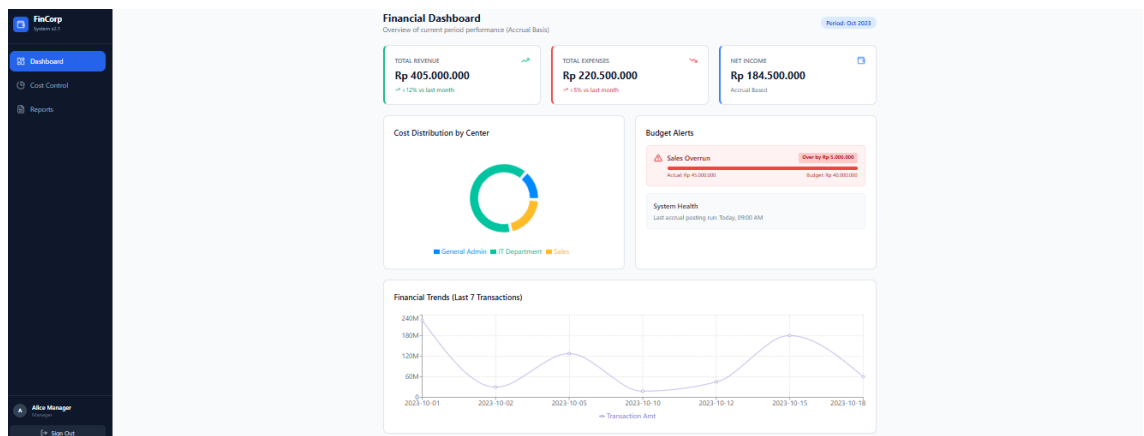 FinCorp
System v2.1
Dashboard
Cost Control
Reports
A
Alice Manager
Manager
Sign Out
Financial Dashboard
Overview of current period performance (Accrual Basis)
Period: Oct 2023
TOTAL REVENUE
Rp 405.000.000
+12% vs last month
TOTAL EXPENSES
Rp 220.500.000
+5% vs last month
NET INCOME
Rp 184.500.000
Accrual Based
Cost Distribution by Center
General Admin IT Department Sales
Budget Alerts
Sales Overrun Over by Rp 5.000.000
Actual: Rp 45.000.000 Budget: Rp 40.000.000
System Health
Last accrual posting run: Today, 09:00 AM
Financial Trends (Last 7 Transactions)
240M
180M
120M
60M
0
2023-10-01 2023-10-02 2023-10-05 2023-10-10 2023-10-12 2023-10-15 2023-10-18
Transaction Amt